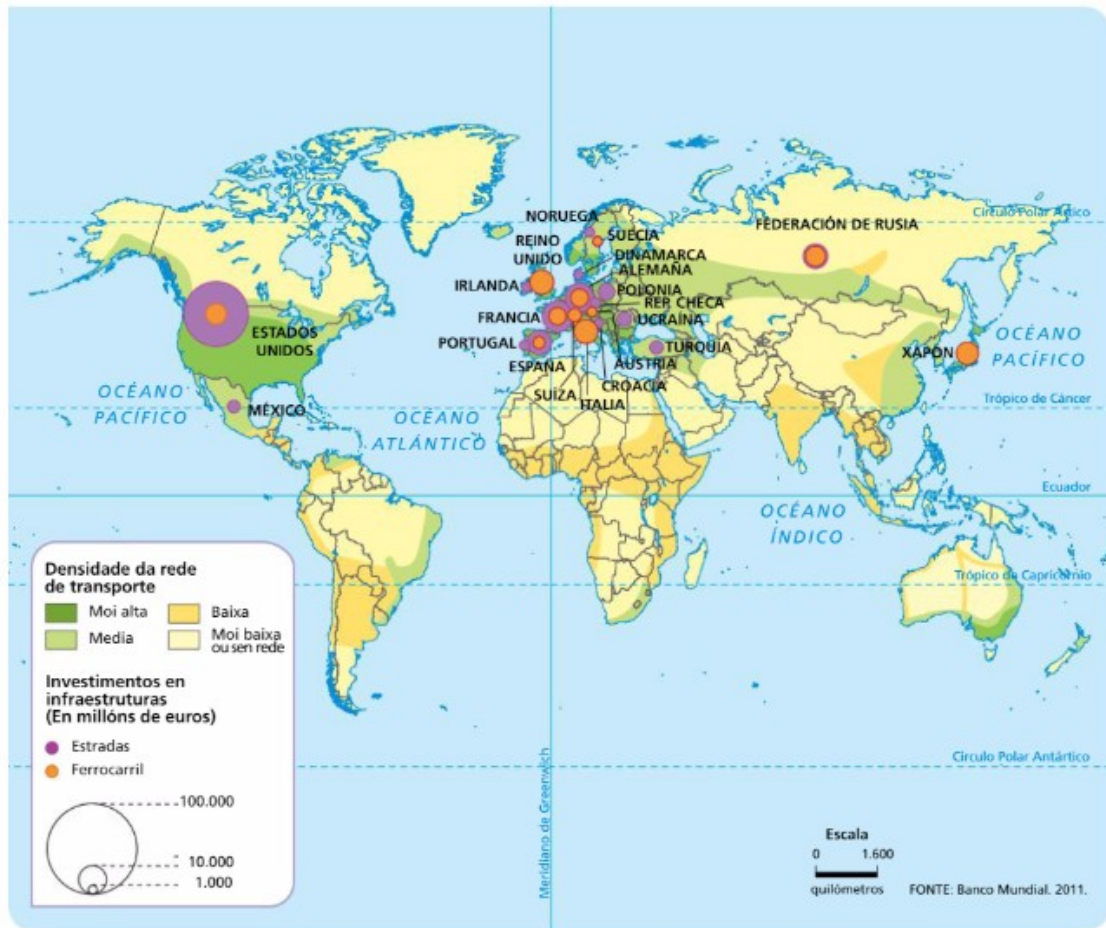 NORUEGA
SUECIA
FEDERACIÓN DE RUSIA
Círculo Polar Ártico
REINO
UNIDO
DINAMARCA
ALEMAÑA
IRLANDA
POLONIA
REP. CHECA
FRANCIA
UCRAÍNA
ESTADOS
UNIDOS
PORTUGAL
TURQUÍA
XAPÓN
OCÉANO
PACÍFICO
ESPAÑA
AUSTRIA
CROACIA
SUÍZA
ITALIA
OCÉANO
PACÍFICO
MÉXICO
OCÉANO
ATLÁNTICO
Trópico de Cáncer
Ecuador
OCÉANO
ÍNDICO
Trópico de Capricornio
Densidade da rede
de transporte
Moi alta
Baixa
Media
Moi baixa
ou sen rede
Investimentos en
infraestruturas
(En millóns de euros)
Estradas
Ferrocarril
100.000
10.000
1.000
Meridiano de Greenwich
Círculo Polar Antártico
Escala
0 1.600
quilómetros
FONTE: Banco Mundial. 2011.